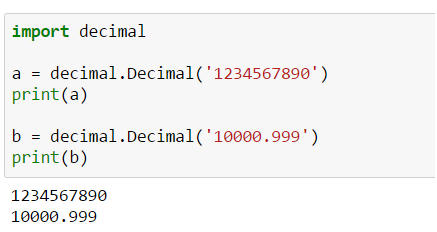 import decimal
a = decimal.Decimal('1234567890')
print(a)
b = decimal.Decimal('10000.999')
print(b)
1234567890
10000.999